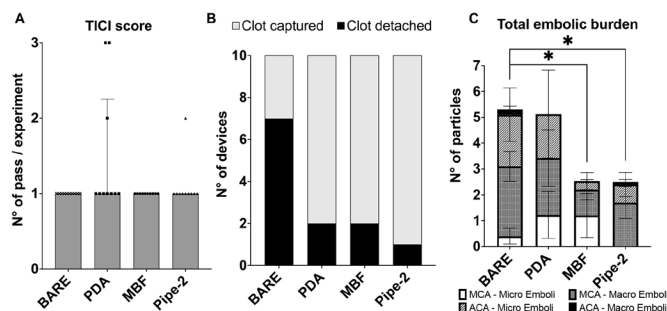 A
TICI score
N° of pass / experiment
3
2
1
0
BARE
PDA
MBF
Pipe-2
B
Clot captured
Clot detached
N° of devices
10
8
6
4
2
0
BARE
PDA
MBF
Pipe-2
C
Total embolic burden
N° of particles
8
7
6
5
4
3
2
1
0
*
*
BARE
PDA
MBF
Pipe-2
MCA - Micro Emboli
MCA - Macro Emboli
ACA - Micro Emboli
ACA - Macro Emboli